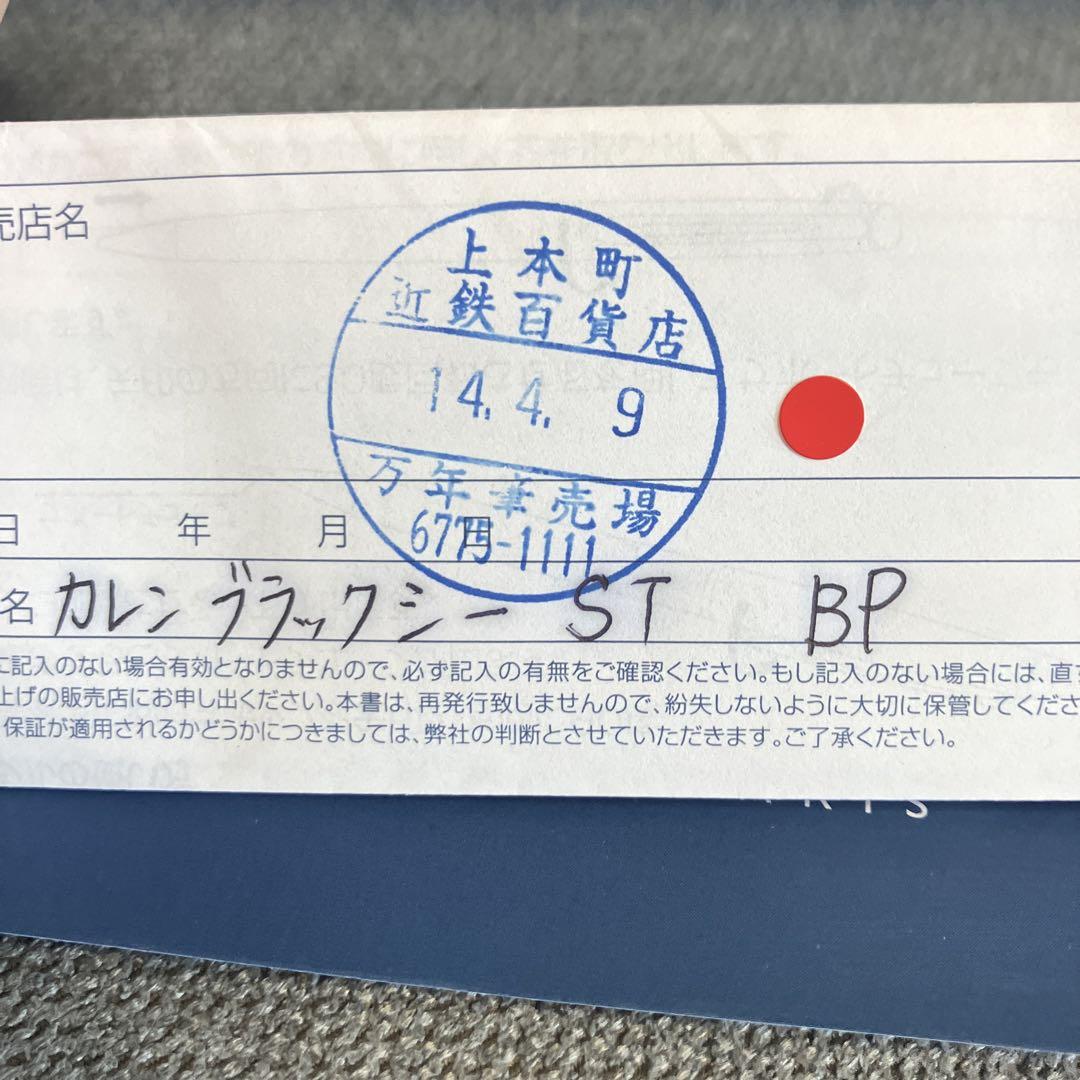 売店名
上本町
近鉄百貨店
14.4. 9
万年筆売場
6775-1111
日 年 月 日
名 カレンブラックシー ST BP
に記入のない場合有効となりませんので、必ず記入の有無をご確認ください。もし記入のない場合には、直
上げの販売店にお申し出ください。本書は、再発行致しませんので、紛失しないように大切に保管してくださ
保証が適用されるかどうかにつきましては、弊社の判断とさせていただきます。ご了承ください。
RIS